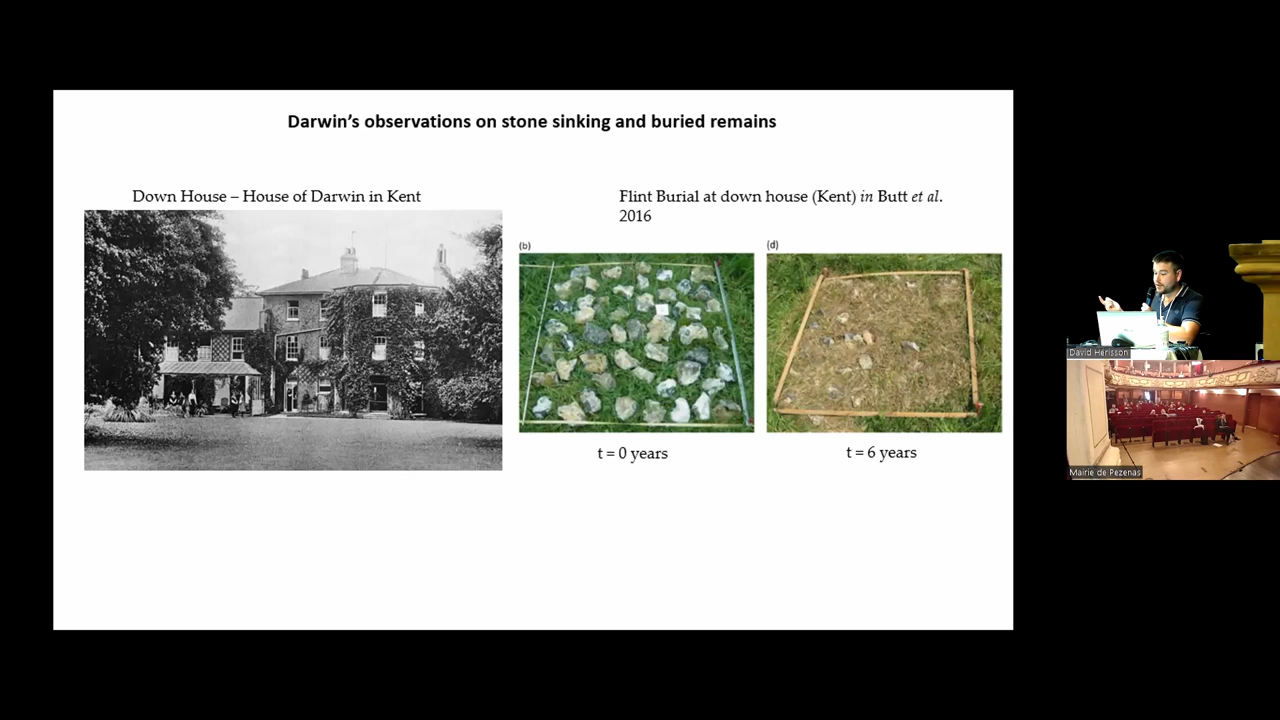 Darwin's observations on stone sinking and buried remains
Down House – House of Darwin in Kent
Flint Burial at down house (Kent) in Butt et al.
2016
(b)
(d)
t = 0 years
t = 6 years
David Hérisson
Mairie de Pezenas